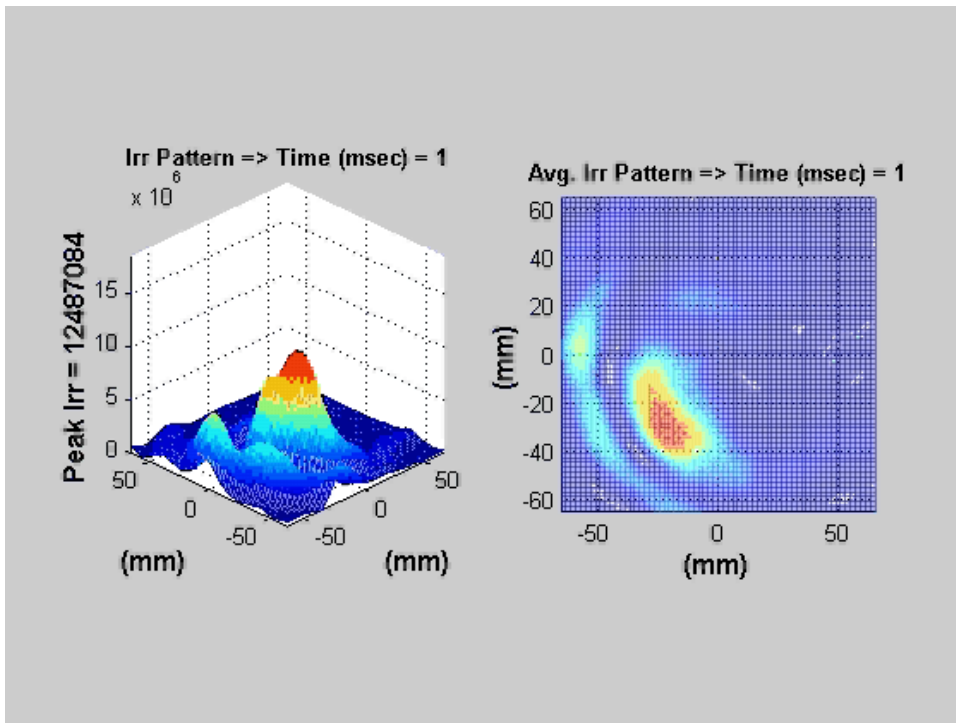 Irr Pattern => Time (msec) = 1
x 10
6
Peak Irr = 12487084
15
10
5
0
50
0
-50
(mm)
-50
0
50
(mm)
Avg. Irr Pattern => Time (msec) = 1
(mm)
60
40
20
0
-20
-40
-60
-50
0
50
(mm)